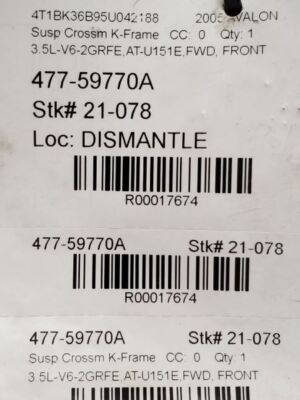 4T1BK36B95U042188 2005 AVALON
Susp Crossm K-Frame CC: 0 Qty: 1
3.5L-V6-2GRFE,AT-U151E,FWD, FRONT
477-59770A
Stk# 21-078
Loc: DISMANTLE
R00017674
477-59770A Stk# 21-078
R00017674
477-59770A Stk# 21-078
Susp Crossm K-Frame CC: 0 Qty: 1
3.5L-V6-2GRFE,AT-U151E,FWD, FRONT